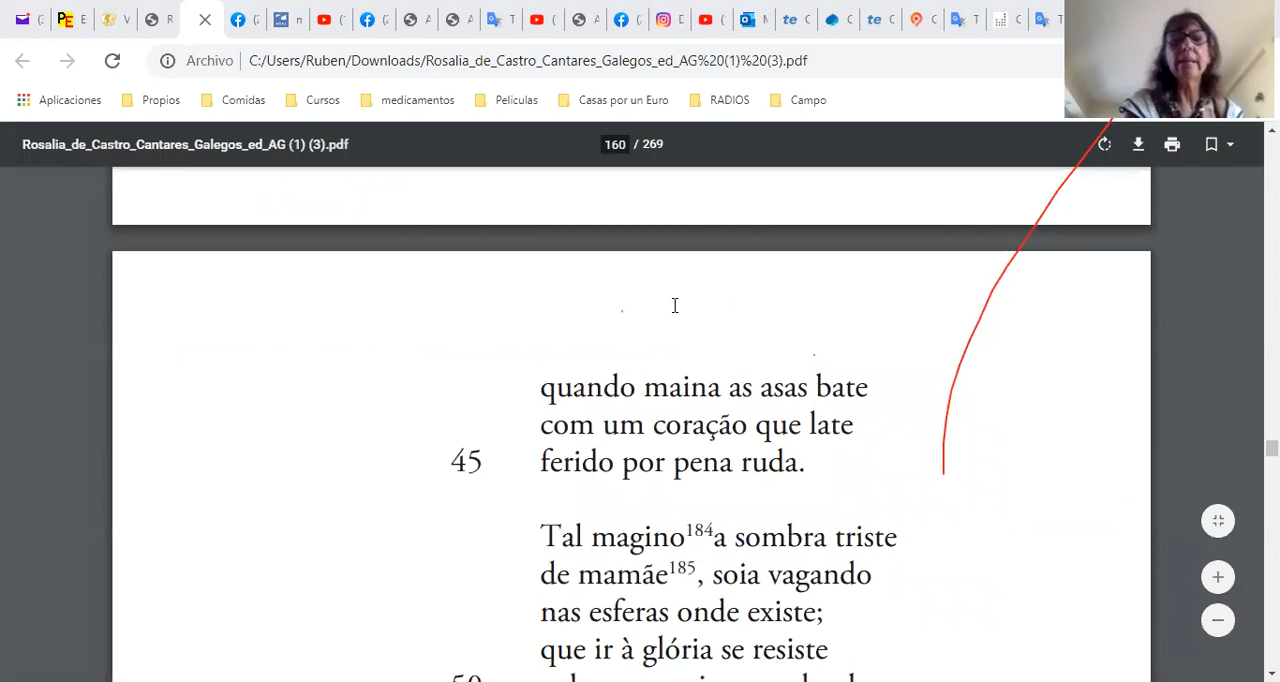 Archivo C:/Users/Ruben/Downloads/Rosalia_de_Castro_Cantares_Galegos_ed_AG%20(1)%20(3).pdf
Aplicaciones Propios Comidas Cursos medicamentos Peliculas Casas por un Euro RADIOS Campo
Rosalia_de_Castro_Cantares_Galegos_ed_AG (1) (3).pdf 160 / 269
quando maina as asas bate
com um coração que late
45 ferido por pena ruda.
Tal magino184 a sombra triste
de mamãe185, soia vagando
nas esferas onde existe;
que ir à glória se resiste